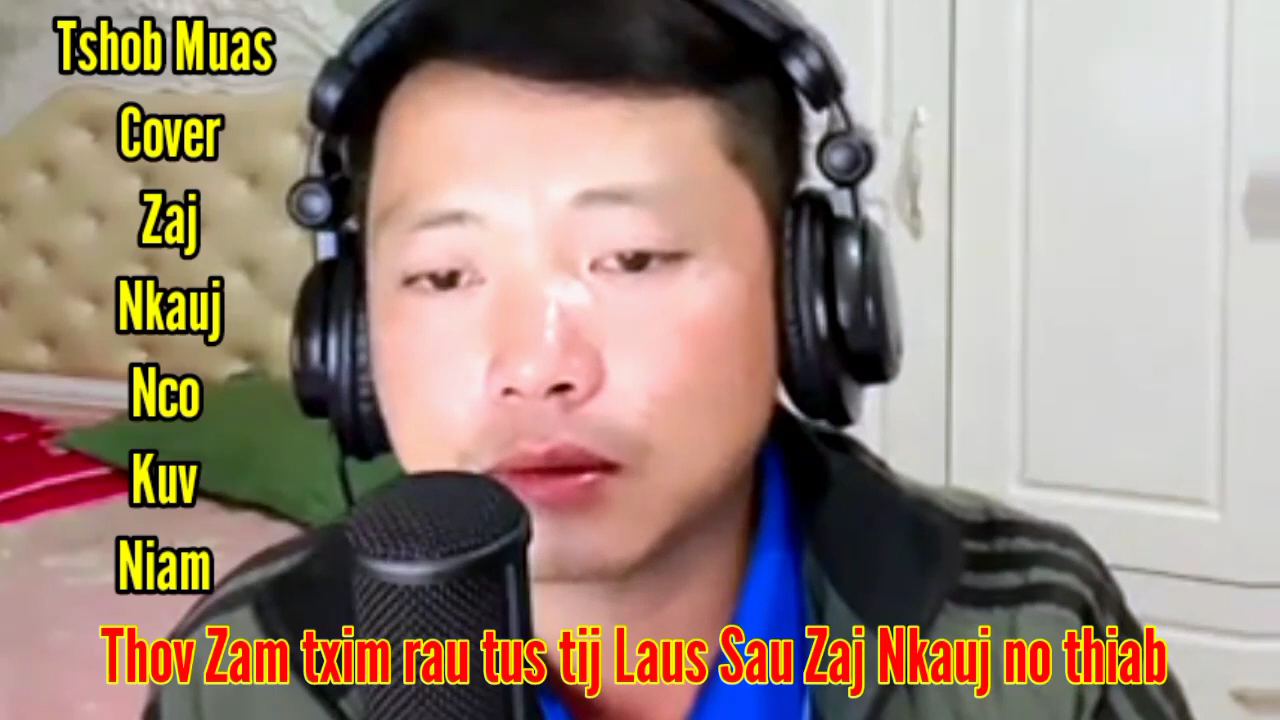 Tshob Muas
Cover
Zaj
Nkauj
Nco
Kuv
Niam
Thov Zam txim rau tus tij Laus Sau Zaj Nkauj no thiab